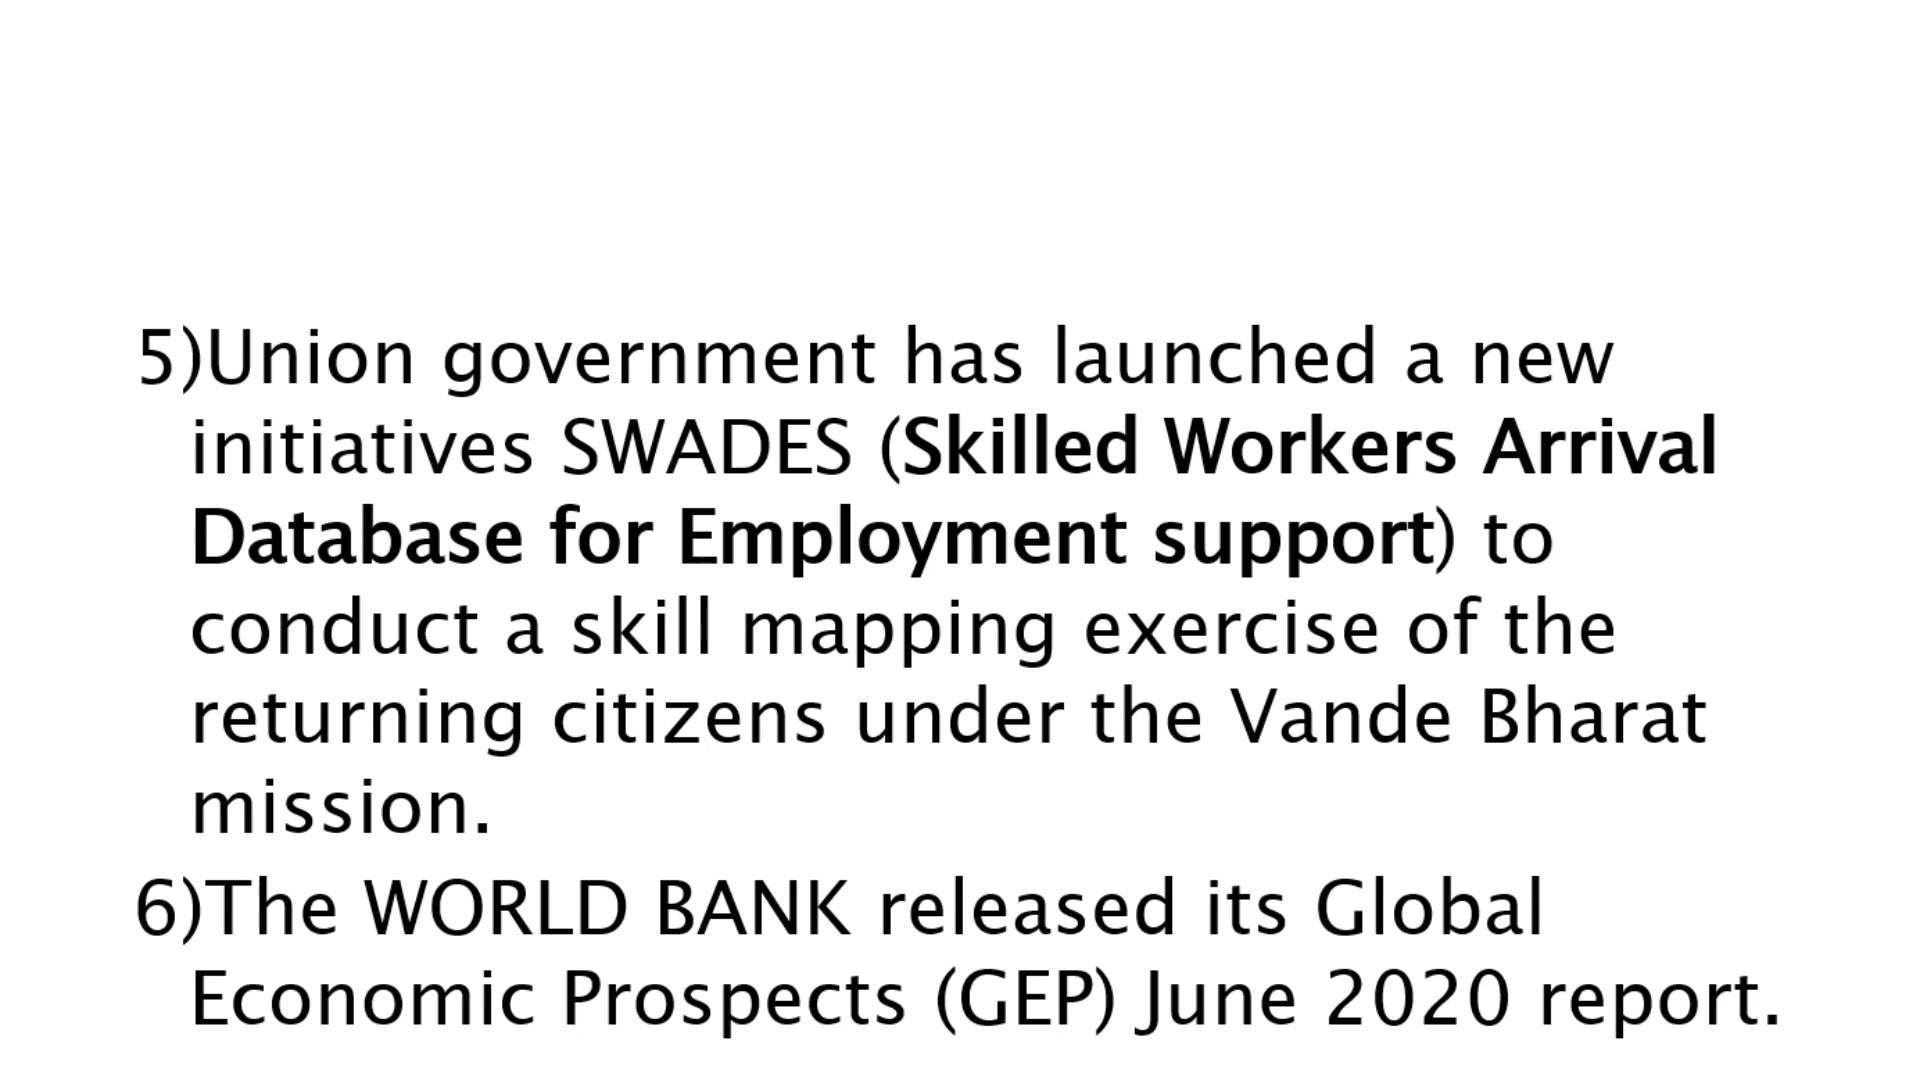 5)Union government has launched a new
initiatives SWADES (Skilled Workers Arrival
Database for Employment support) to
conduct a skill mapping exercise of the
returning citizens under the Vande Bharat
mission.
6)The WORLD BANK released its Global
Economic Prospects (GEP) June 2020 report.